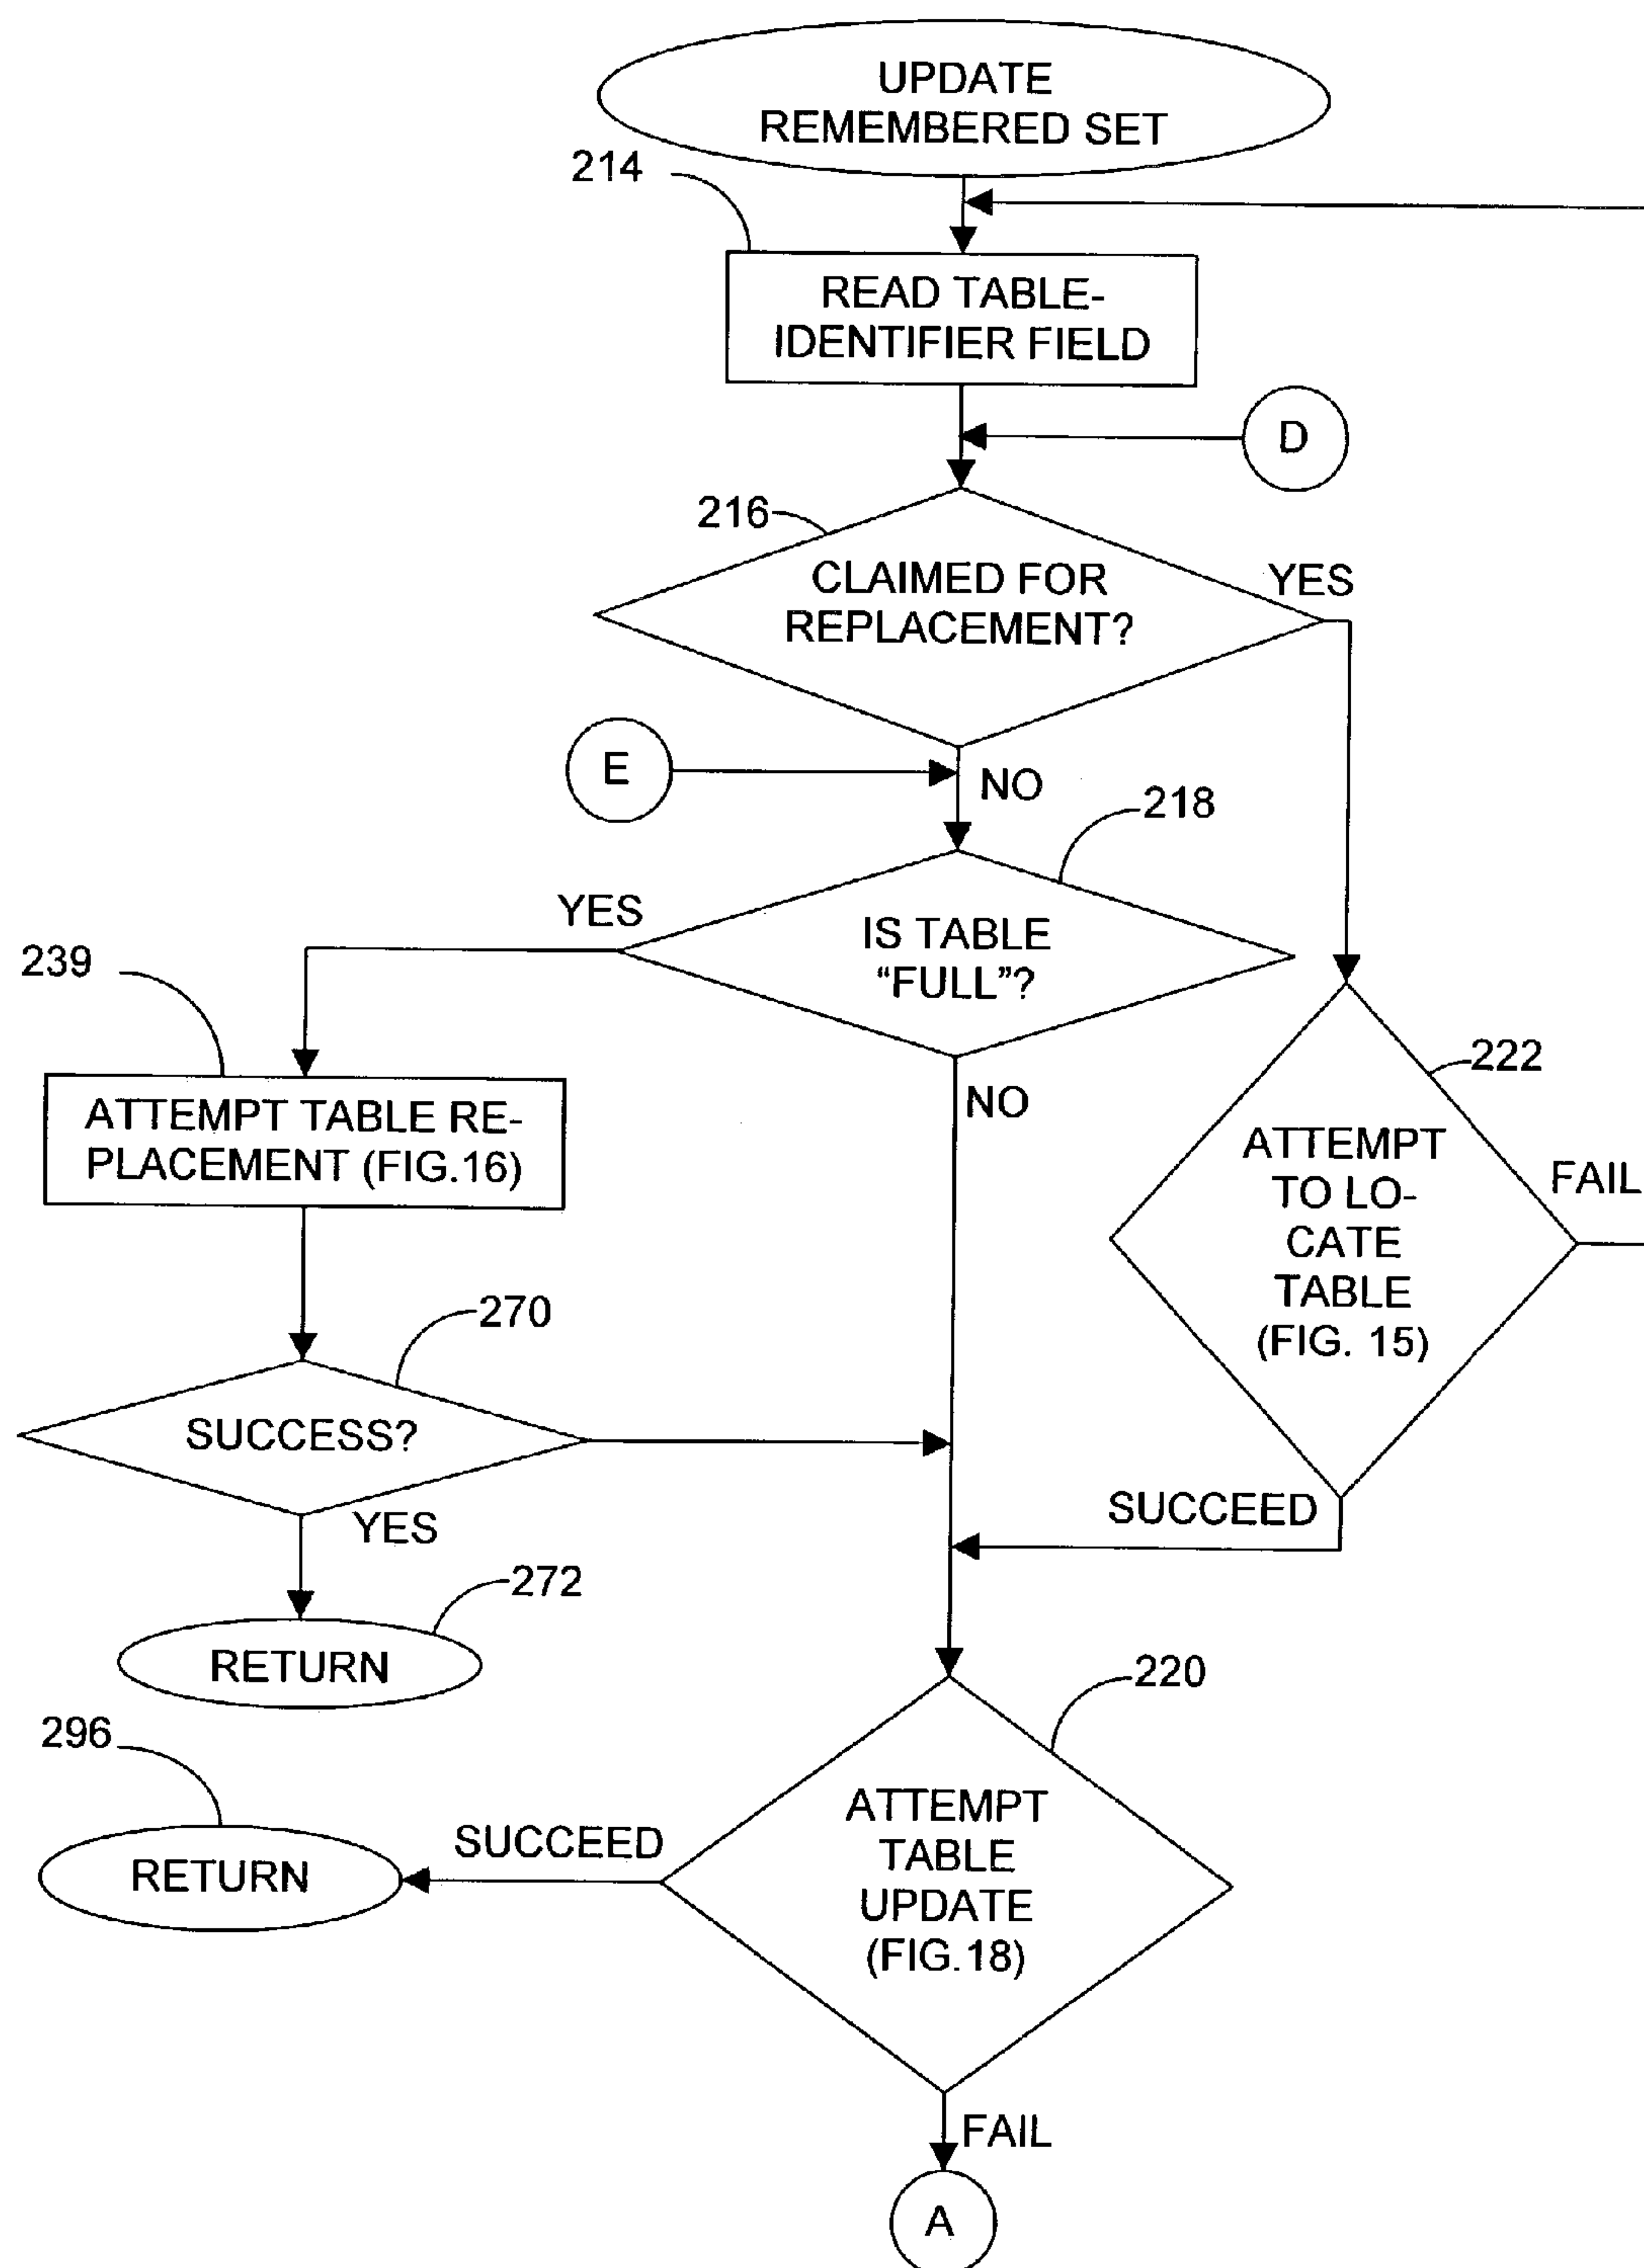 UPDATE
REMEMBERED SET
214
READ TABLE-
IDENTIFIER FIELD
D
216
CLAIMED FOR
REPLACEMENT?
YES
E
NO
218
YES
IS TABLE
“FULL”?
239
NO
222
ATTEMPT TABLE RE-
PLACEMENT (FIG.16)
ATTEMPT
TO LO-
CATE
TABLE
(FIG. 15)
FAIL
270
SUCCESS?
YES
SUCCEED
272
RETURN
220
296
RETURN
SUCCEED
ATTEMPT
TABLE
UPDATE
(FIG.18)
FAIL
A